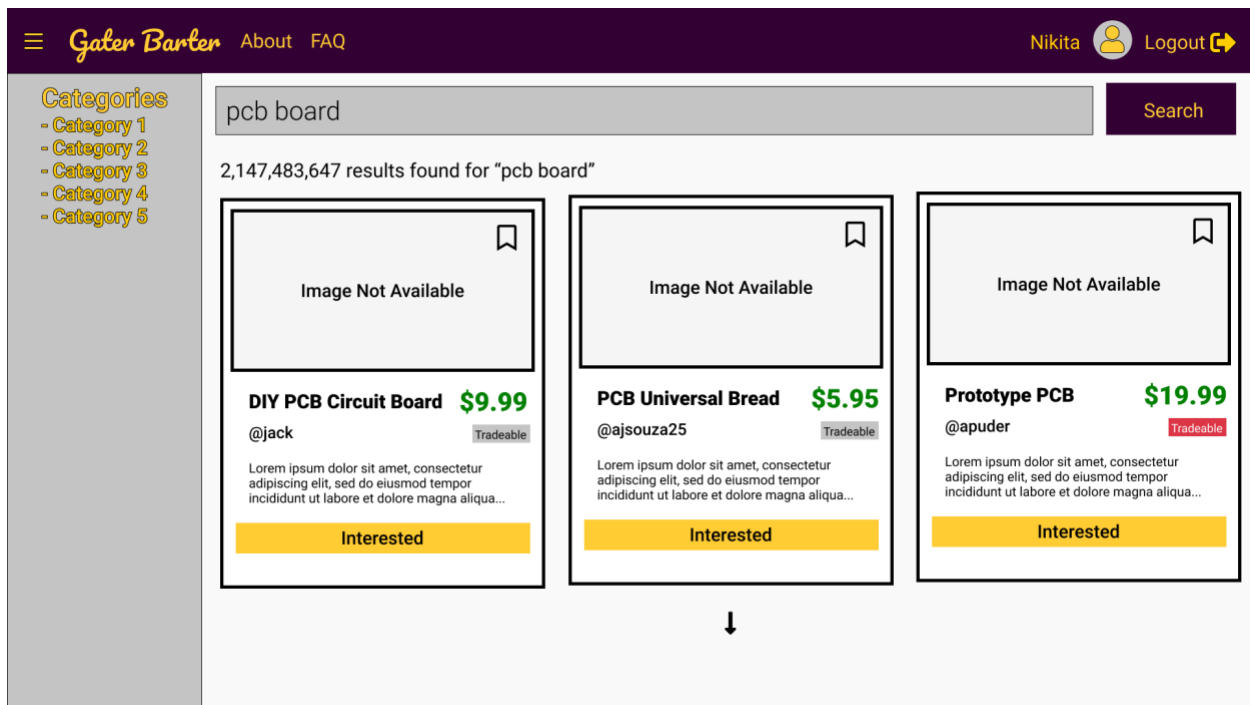 Gater Barter About FAQ Nikita Logout
Categories
- Category 1
- Category 2
- Category 3
- Category 4
- Category 5
pcb board Search
2,147,483,647 results found for “pcb board”
Image Not Available
DIY PCB Circuit Board $9.99
@jack Tradeable
Lorem ipsum dolor sit amet, consectetur
adipiscing elit, sed do eiusmod tempor
incididunt ut labore et dolore magna aliqua...
Interested
Image Not Available
PCB Universal Bread $5.95
@ajsouza25 Tradeable
Lorem ipsum dolor sit amet, consectetur
adipiscing elit, sed do eiusmod tempor
incididunt ut labore et dolore magna aliqua...
Interested
Image Not Available
Prototype PCB $19.99
@apuder Tradeable
Lorem ipsum dolor sit amet, consectetur
adipiscing elit, sed do eiusmod tempor
incididunt ut labore et dolore magna aliqua...
Interested